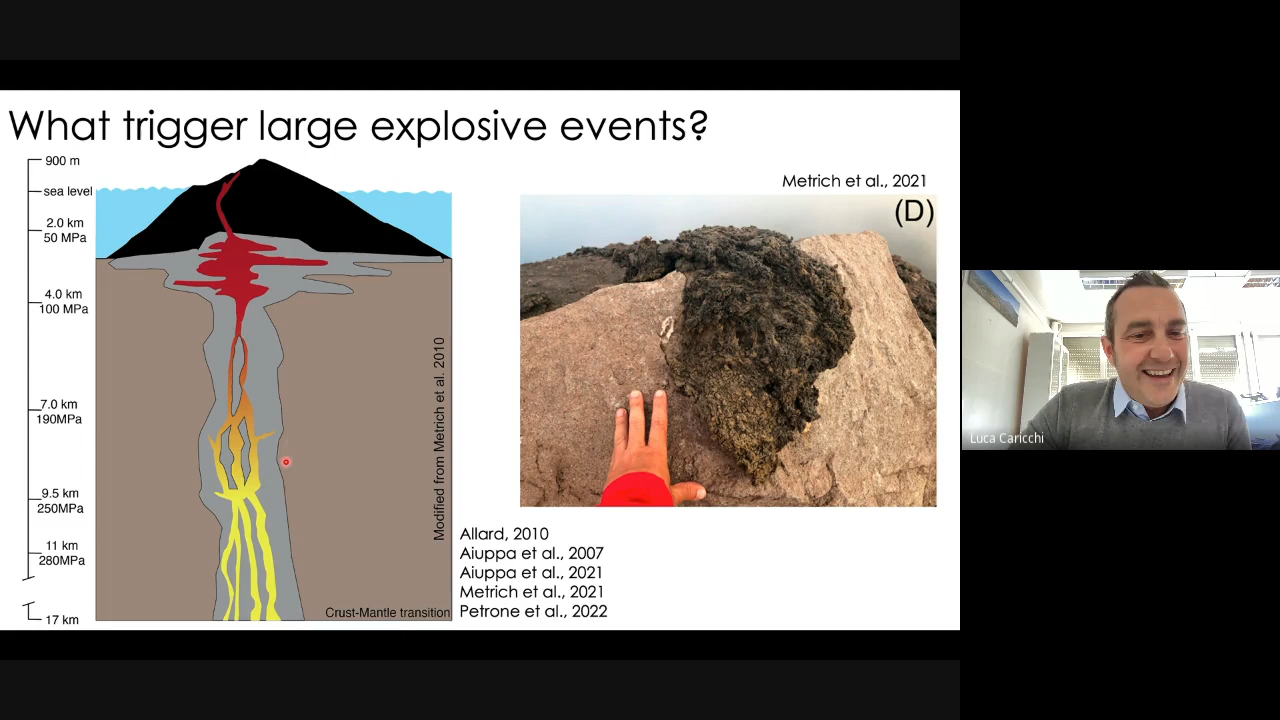 What trigger large explosive events?
900 m
sea level
2.0 km
50 MPa
4.0 km
100 MPa
7.0 km
190MPa
9.5 km
250MPa
11 km
280MPa
17 km
Modified from Metrich et al. 2010
Crust-Mantle transition
Metrich et al., 2021
(D)
Allard, 2010
Aiuppa et al., 2007
Aiuppa et al., 2021
Metrich et al., 2021
Petrone et al., 2022
Luca Caricchi